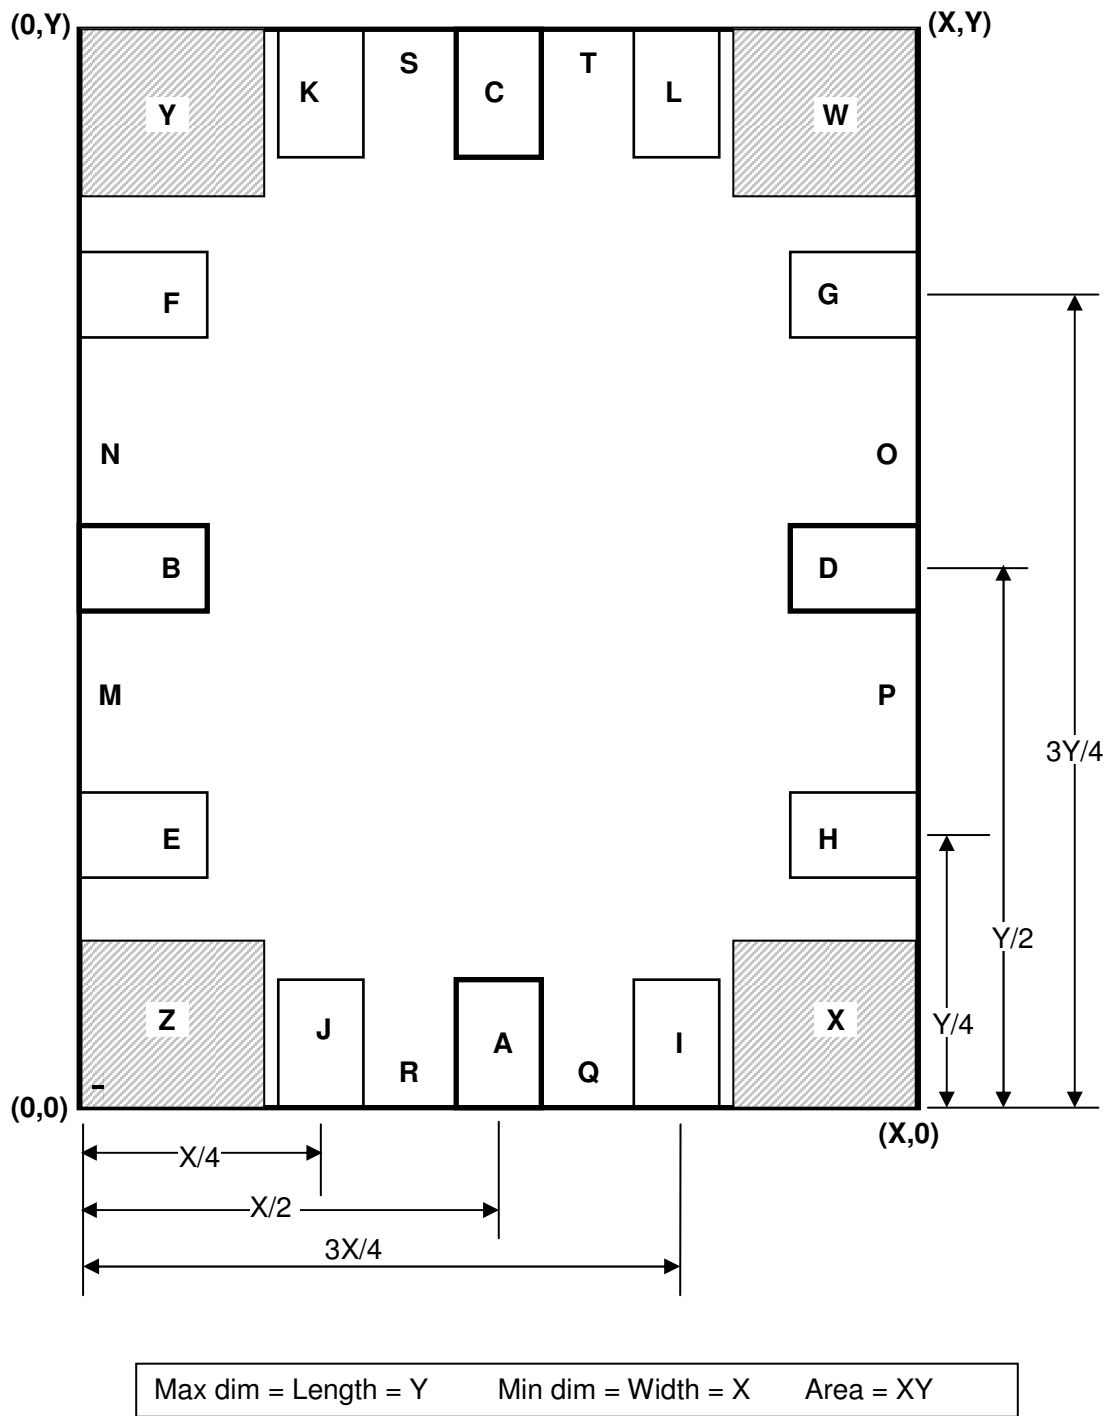 (0,Y) (X,Y)
S T
K C L
Y W
F G
N O
B D
M P
3Y/4
E H
Y/2
Z J A I X Y/4
R Q
-
(0,0)
(X,0)
X/4
X/2
3X/4
Max dim = Length = Y Min dim = Width = X Area = XY